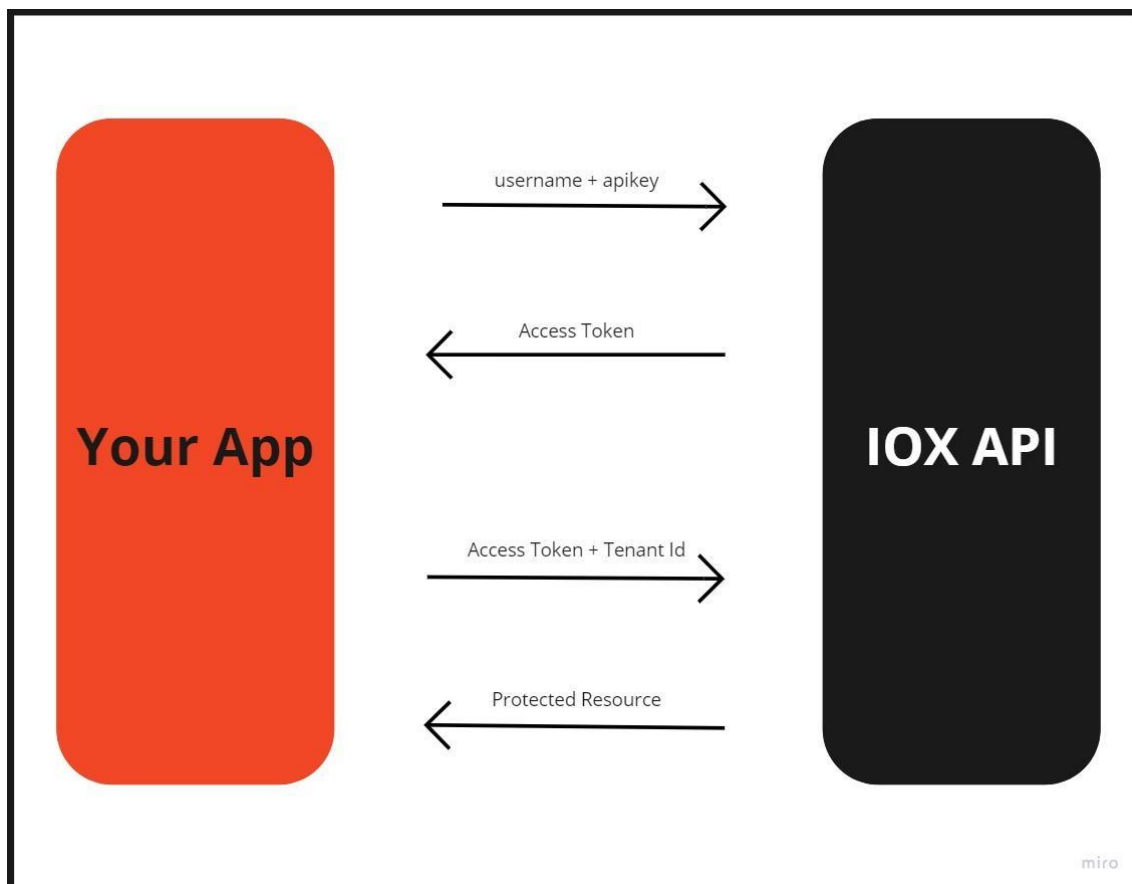 username + apikey
Access Token
Your App
IOX API
Access Token + Tenant Id
Protected Resource
miro